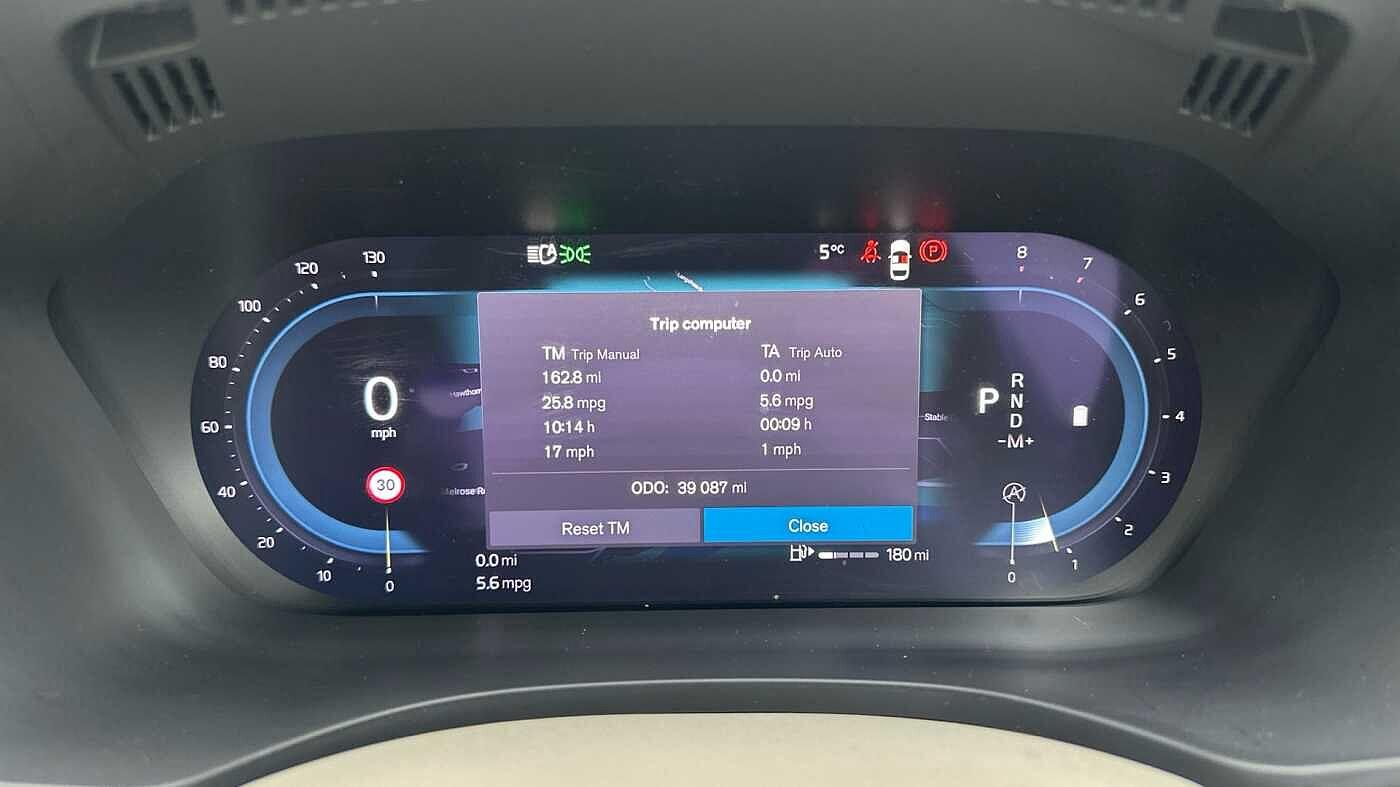 5°C
P
130
120
100
80
60
40
20
10
0
8
7
6
5
4
3
2
1
0
Trip computer
TM Trip Manual
162.8 mi
25.8 mpg
10:14 h
17 mph
TA Trip Auto
0.0 mi
5.6 mpg
00:09 h
1 mph
ODO: 39 087 mi
Reset TM
Close
0
mph
30
P
R
N
D
-M+
A
Stable
0.0 mi
5.6 mpg
180 mi